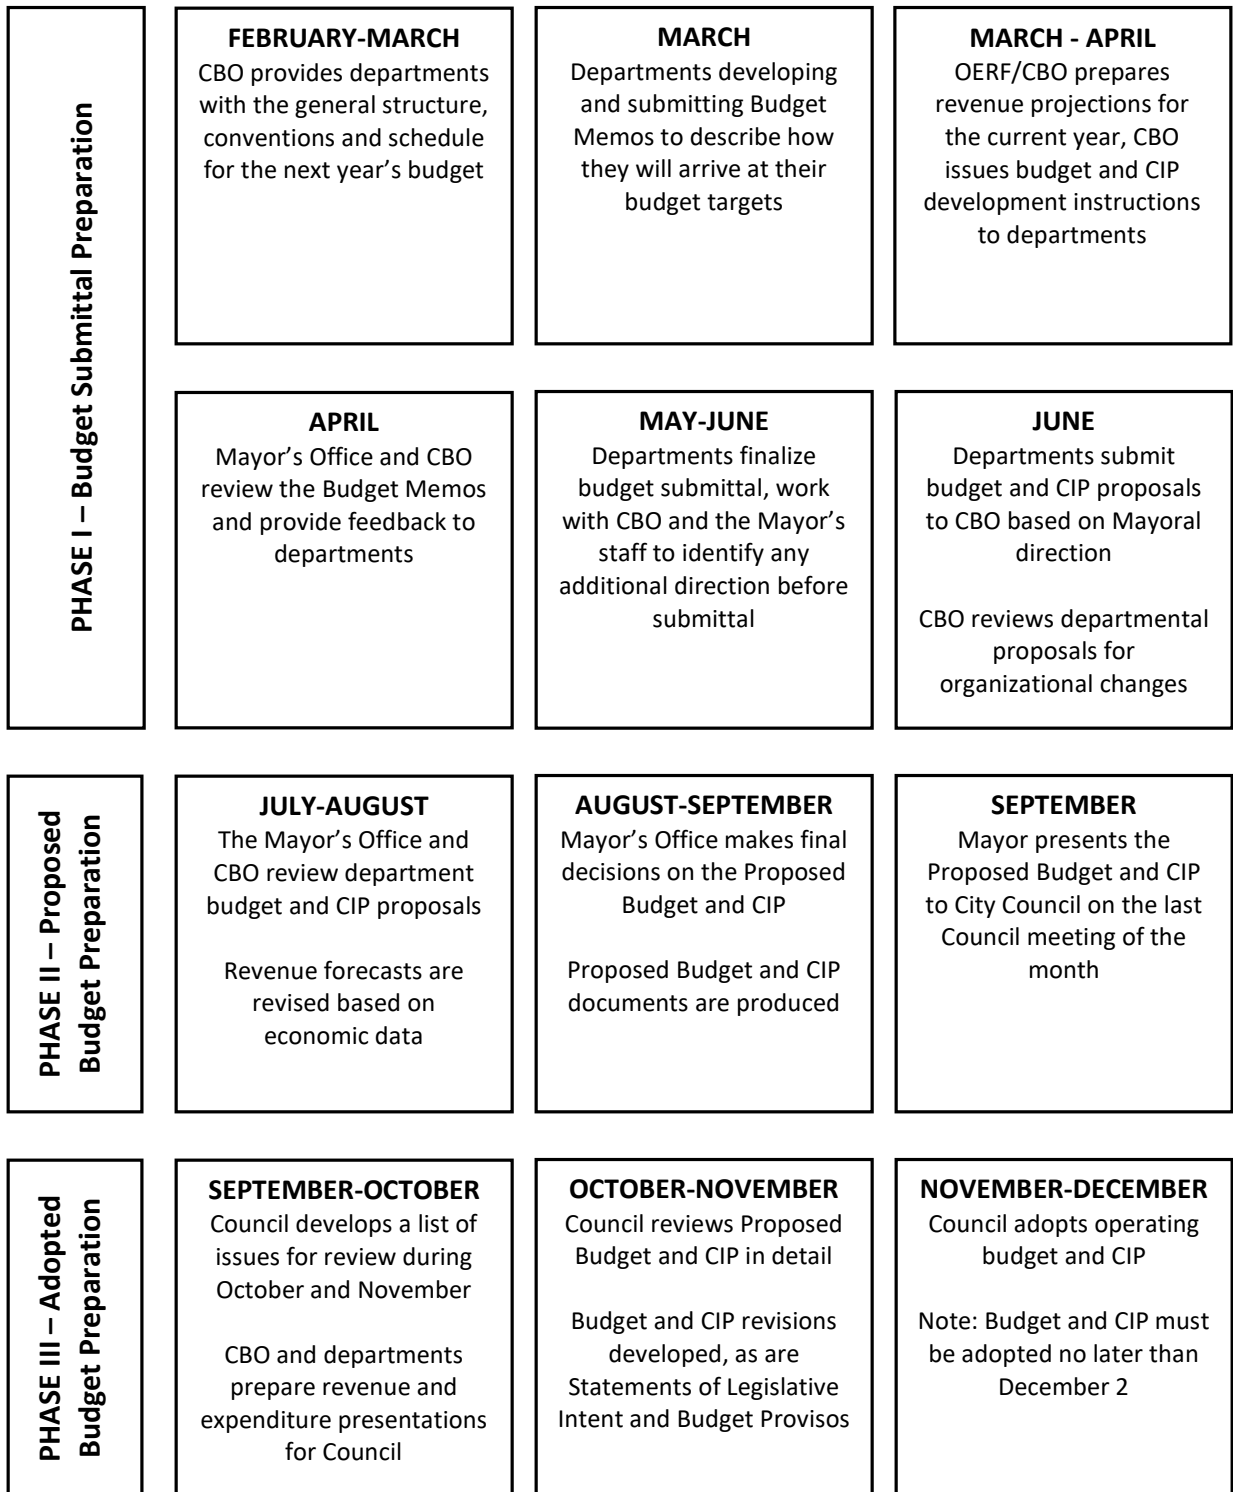 PHASE I – Budget Submittal Preparation
FEBRUARY-MARCH
CBO provides departments
with the general structure,
conventions and schedule
for the next year’s budget
MARCH
Departments developing
and submitting Budget
Memos to describe how
they will arrive at their
budget targets
MARCH - APRIL
OERF/CBO prepares
revenue projections for
the current year, CBO
issues budget and CIP
development instructions
to departments
APRIL
Mayor’s Office and CBO
review the Budget Memos
and provide feedback to
departments
MAY-JUNE
Departments finalize
budget submittal, work
with CBO and the Mayor’s
staff to identify any
additional direction before
submittal
JUNE
Departments submit
budget and CIP proposals
to CBO based on Mayoral
direction
CBO reviews departmental
proposals for
organizational changes
PHASE II – Proposed
Budget Preparation
JULY-AUGUST
The Mayor’s Office and
CBO review department
budget and CIP proposals
Revenue forecasts are
revised based on
economic data
AUGUST-SEPTEMBER
Mayor’s Office makes final
decisions on the Proposed
Budget and CIP
Proposed Budget and CIP
documents are produced
SEPTEMBER
Mayor presents the
Proposed Budget and CIP
to City Council on the last
Council meeting of the
month
PHASE III – Adopted
Budget Preparation
SEPTEMBER-OCTOBER
Council develops a list of
issues for review during
October and November
CBO and departments
prepare revenue and
expenditure presentations
for Council
OCTOBER-NOVEMBER
Council reviews Proposed
Budget and CIP in detail
Budget and CIP revisions
developed, as are
Statements of Legislative
Intent and Budget Provisos
NOVEMBER-DECEMBER
Council adopts operating
budget and CIP
Note: Budget and CIP must
be adopted no later than
December 2